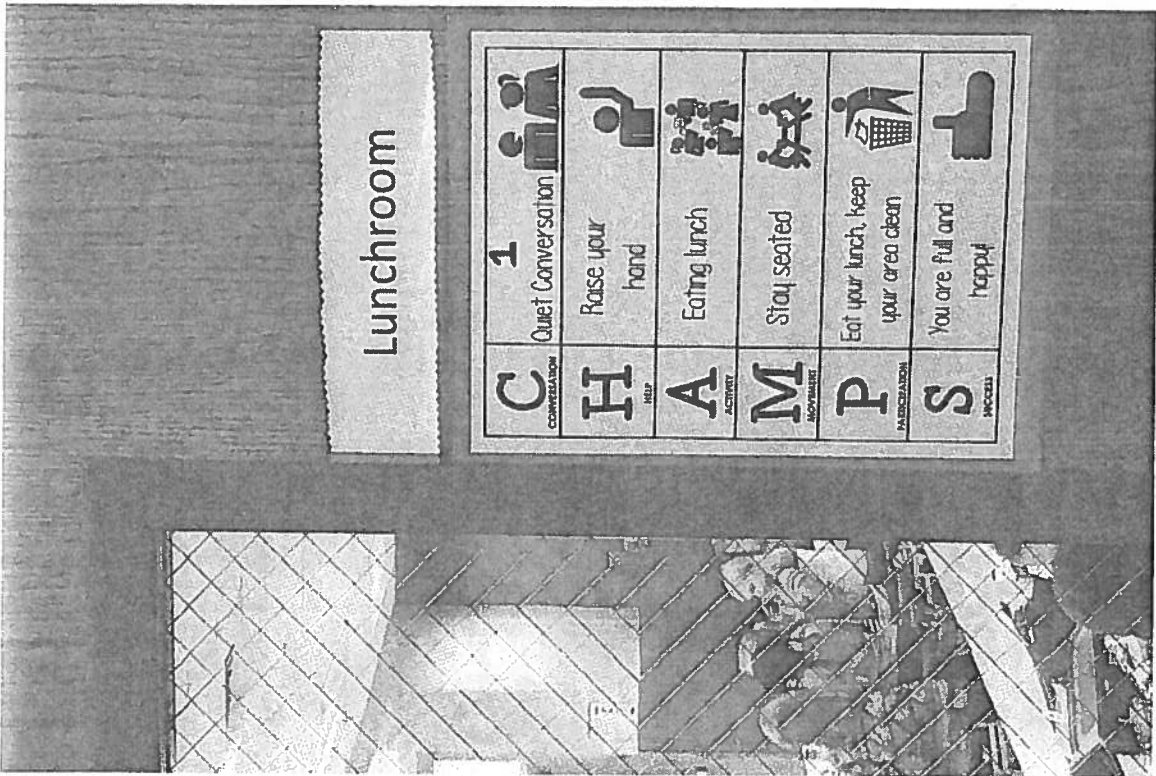 Lunchroom
C
CONVERSATION
1
Quiet Conversation
H
HELP
Raise your
hand
A
ACTIVITY
Eating lunch
M
MOVEMENT
Stay seated
P
PARTICIPATION
Eat your lunch, keep
your area clean
S
SUCCESS
You are full and
happy!